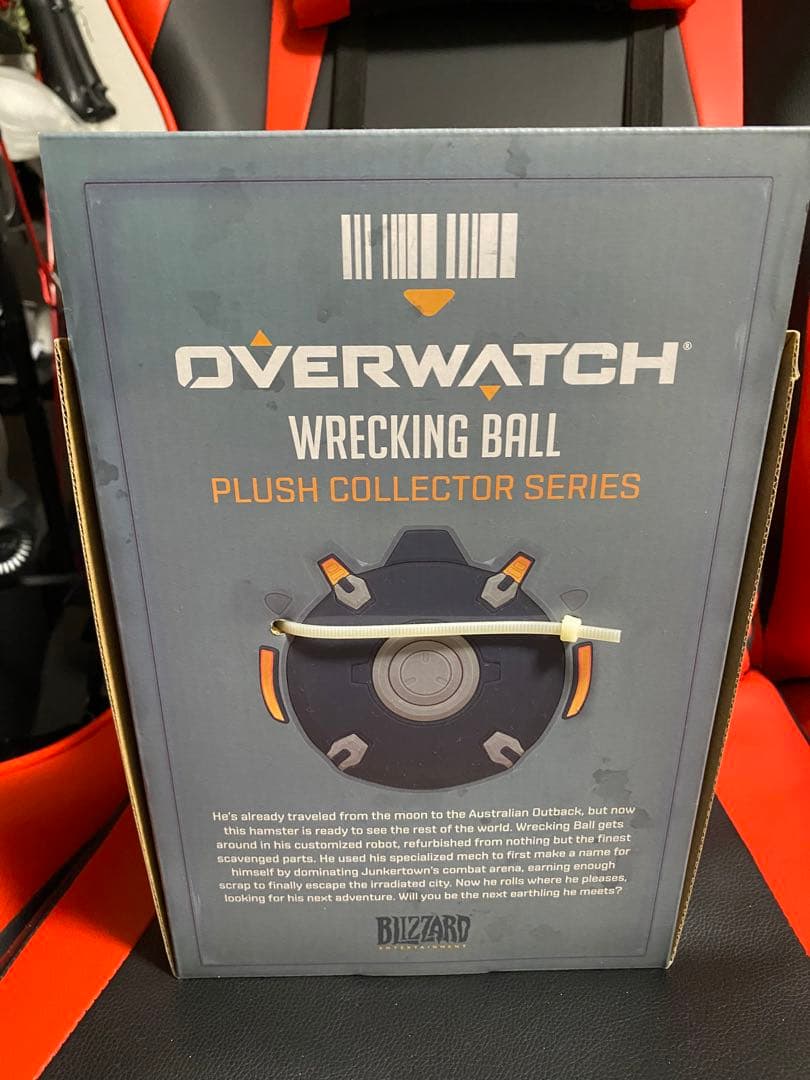 OVERWATCH®
WRECKING BALL
PLUSH COLLECTOR SERIES
He's already traveled from the moon to the Australian Outback, but now
this hamster is ready to see the rest of the world. Wrecking Ball gets
around in his customized robot, refurbished from nothing but the finest
scavenged parts. He used his specialized mech to first make a name for
himself by dominating Junkertown's combat arena, earning enough
scrap to finally escape the irradiated city. Now he rolls where he pleases,
looking for his next adventure. Will you be the next earthling he meets?
BLIZZARD
ENTERTAINMENT